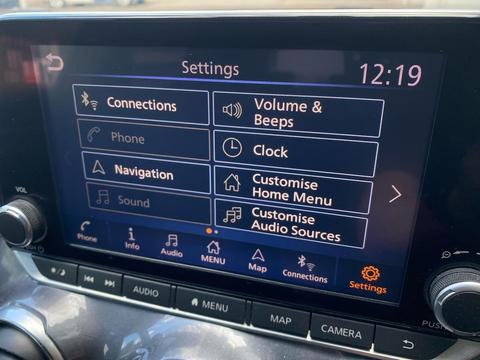 Settings
12:19
Connections
Volume &
Beeps
Phone
Clock
Navigation
Customise
Home Menu
Sound
Customise
Audio Sources
Phone
Info
Audio
MENU
Map
Connections
Settings
VOL
AUDIO
MENU
MAP
CAMERA
PUSH